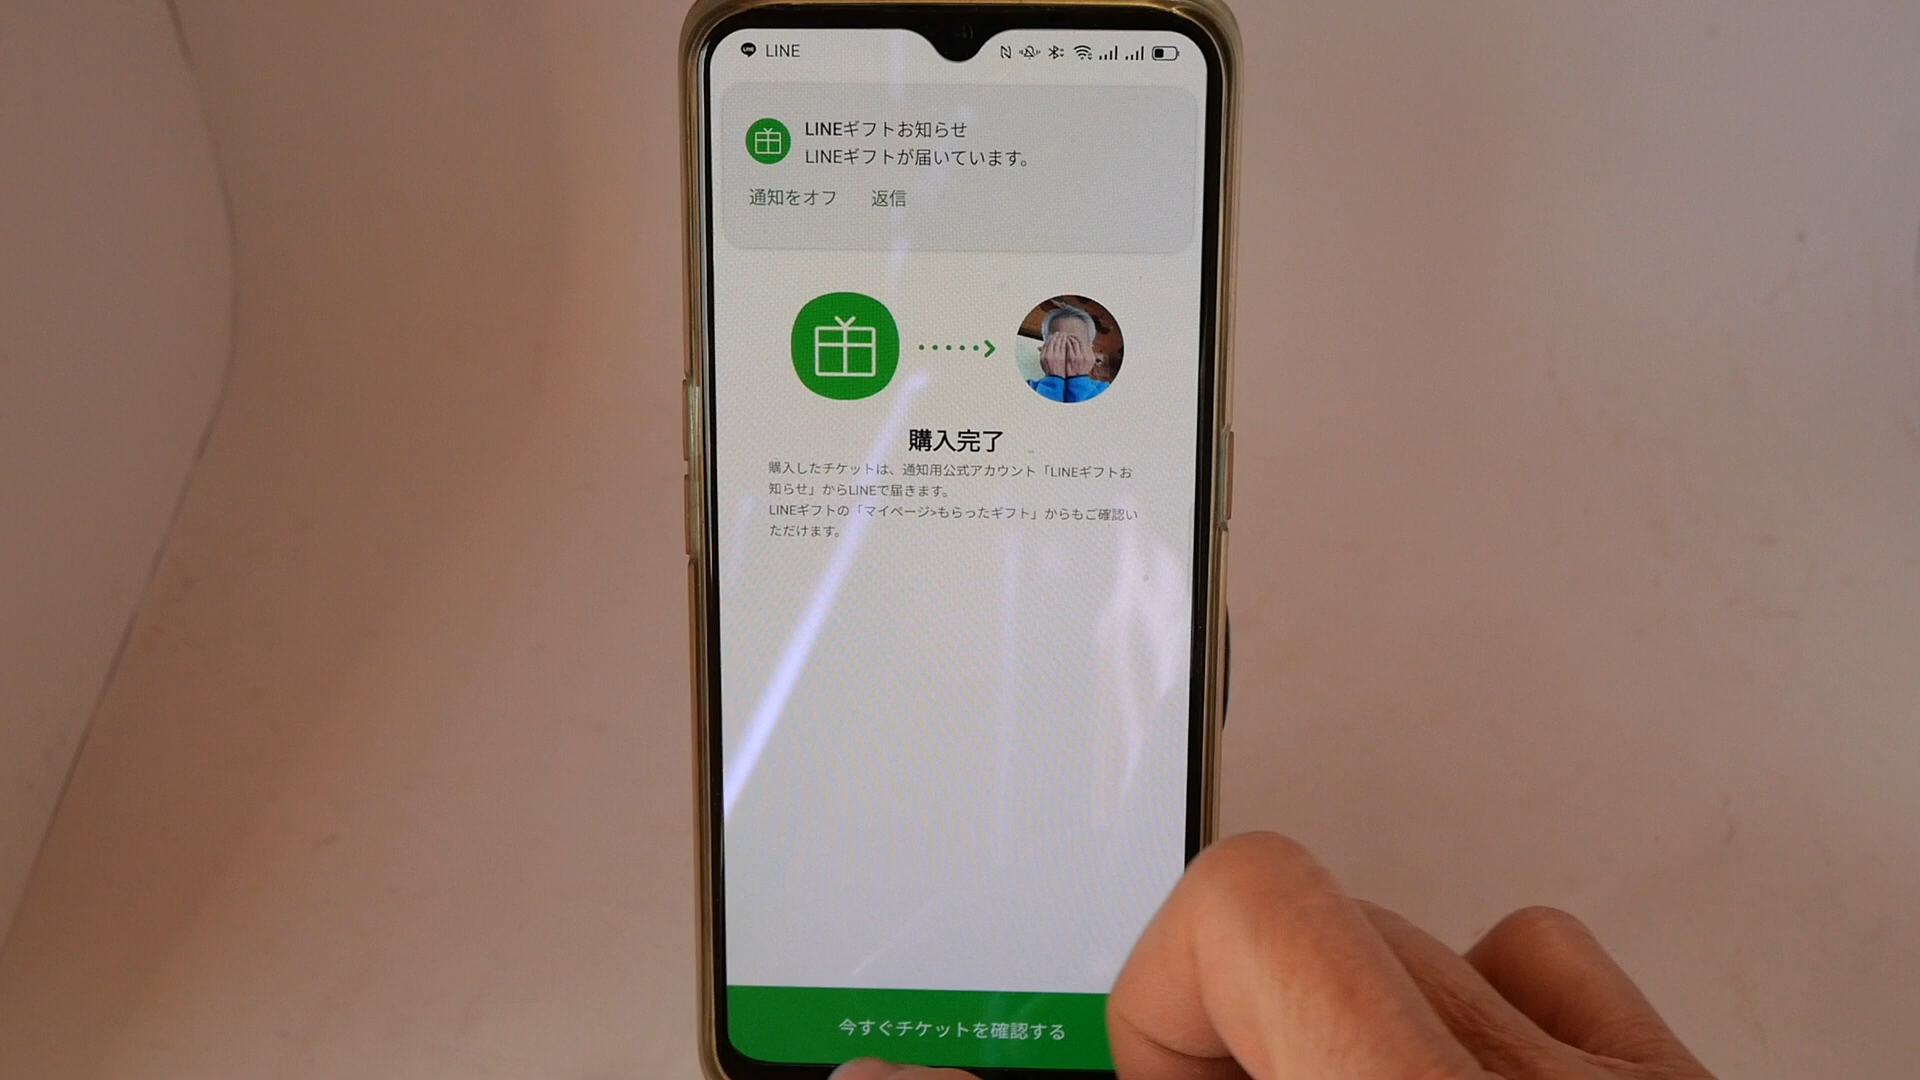 LINE
LINEギフトお知らせ
LINEギフトが届いています。
通知をオフ 返信
購入完了
購入したチケットは、通知用公式アカウント「LINEギフトお
知らせ」からLINEで届きます。
LINEギフトの「マイページ>もらったギフト」からもご確認い
ただけます。
今すぐチケットを確認する